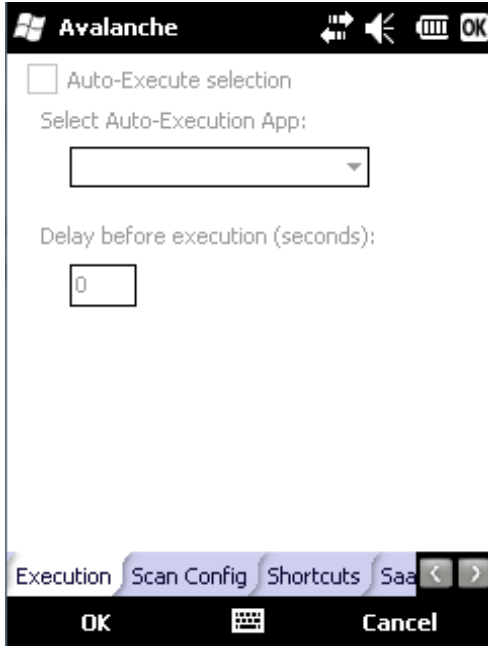 Avalanche OK
Auto-Execute selection
Select Auto-Execution App:
Delay before execution (seconds):
0
Execution Scan Config Shortcuts Saa
OK Cancel